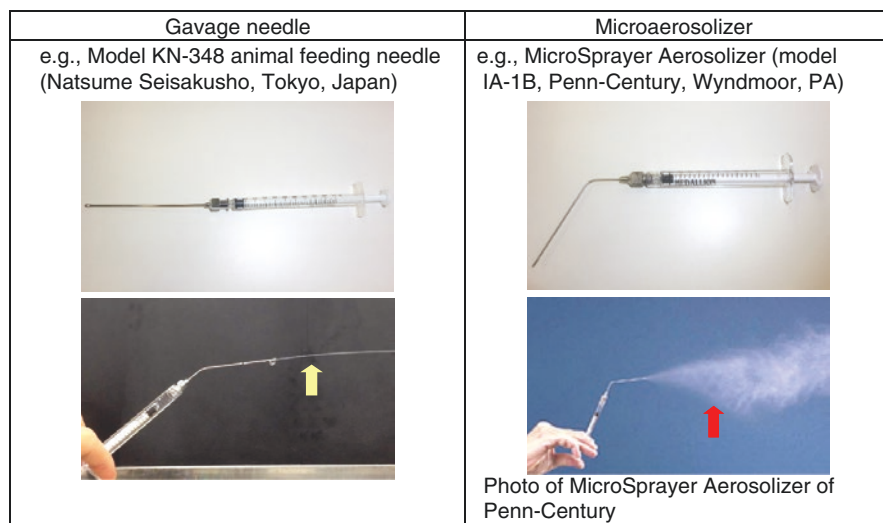 Gavage needle
Microaerosolizer
e.g., Model KN-348 animal feeding needle
(Natsume Seisakusho, Tokyo, Japan)
e.g., MicroSprayer Aerosolizer (model
IA-1B, Penn-Century, Wyndmoor, PA)
MEDALLION
Photo of MicroSprayer Aerosolizer of
Penn-Century